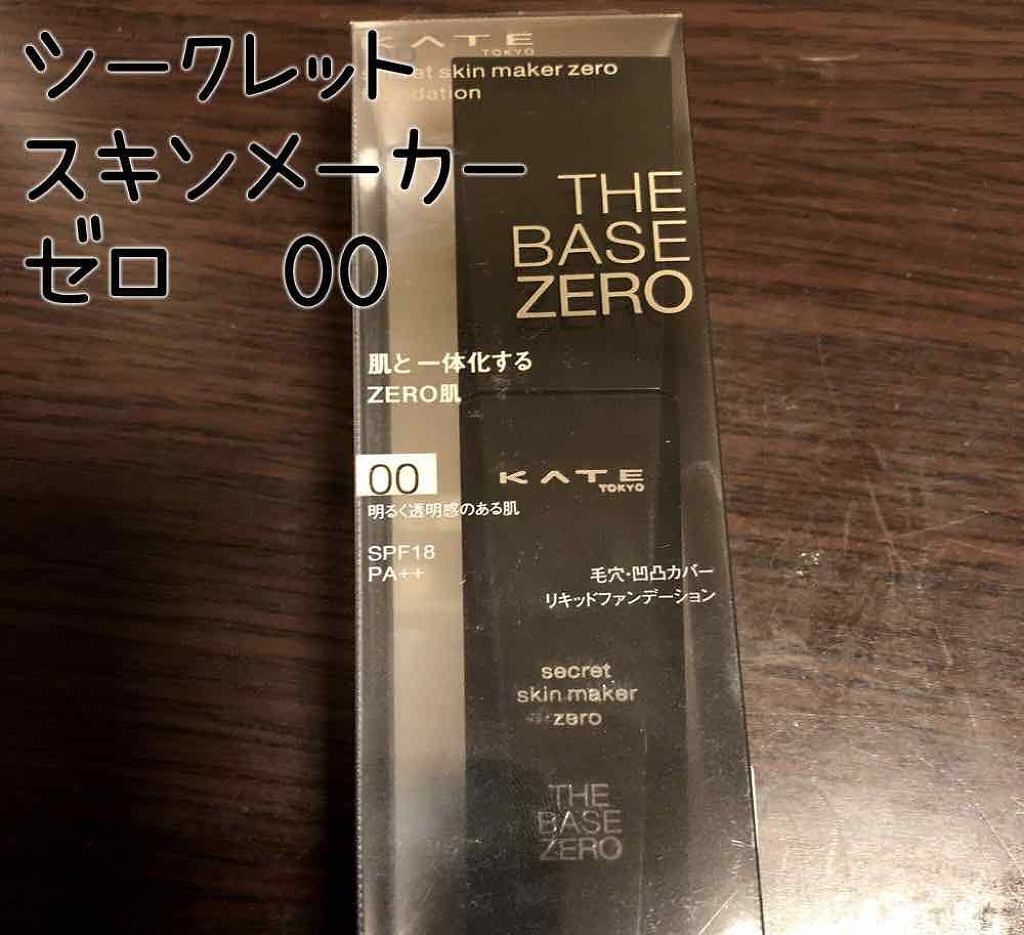 シークレット
スキンメーカー
ゼロ 00
KATE
TOKYO
skin maker zero
THE
BASE
ZERO
肌と一体化する
ZERO肌
00
明るく透明感のある肌
SPF18
PA++
KATE
TOKYO
毛穴・凹凸カバー
リキッドファンデーション
secret
skin maker
zero
THE
BASE
ZERO